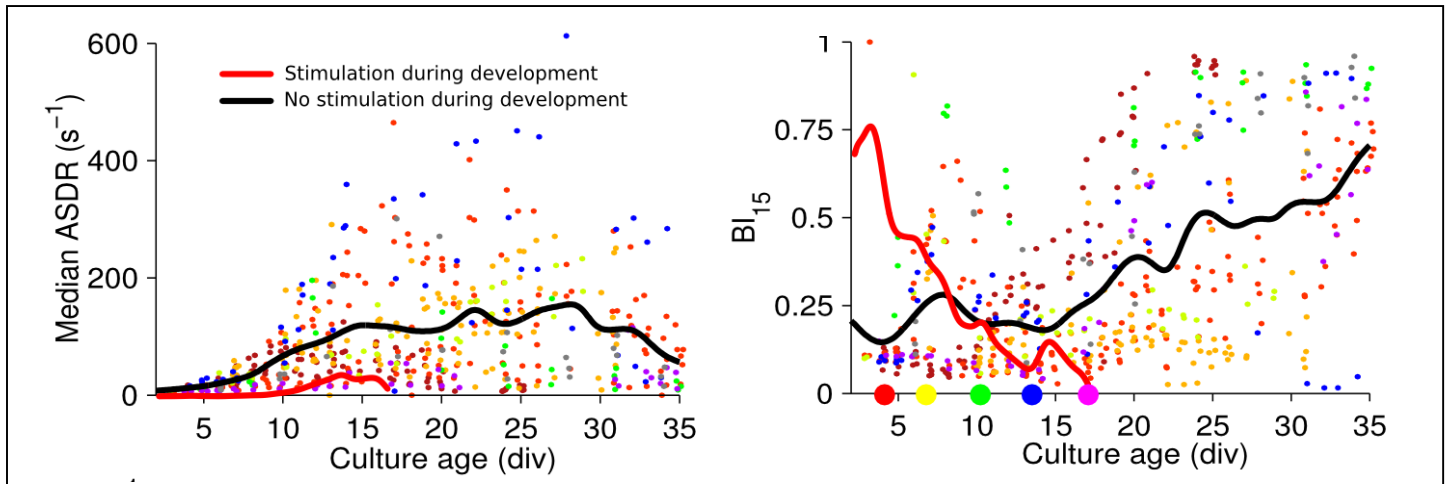 600
400
200
0
Median ASDR (s⁻¹)
Stimulation during development
No stimulation during development
5 10 15 20 25 30 35
Culture age (div)
1
0.75
0.5
0.25
0
BI₁₅
5 10 15 20 25 30 35
Culture age (div)